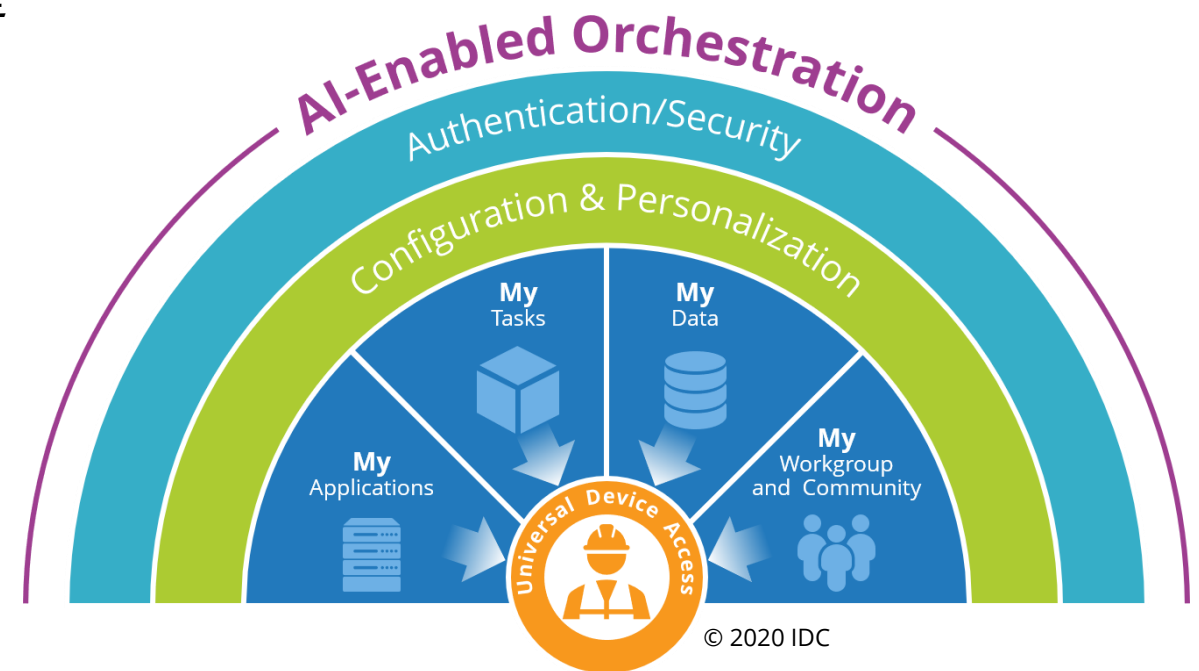 AI-Enabled Orchestration
Authentication/Security
Configuration & Personalization
My
Tasks
My
Data
My
Applications
My
Workgroup
and Community
Universal Device Access
© 2020 IDC